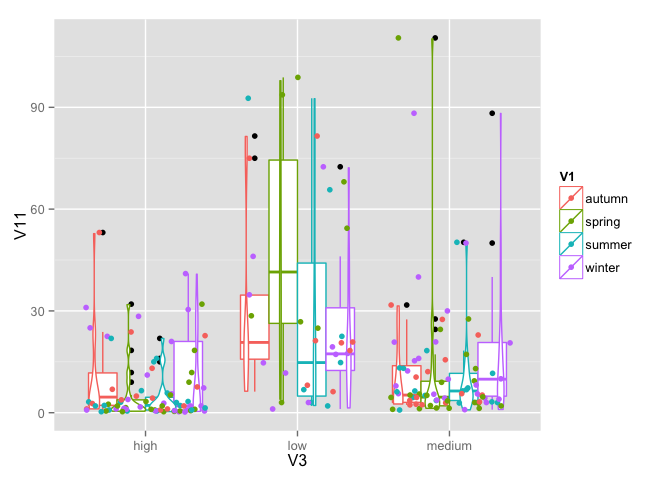 90
60
30
0
V11
high
low
medium
V3
V1
autumn
spring
summer
winter